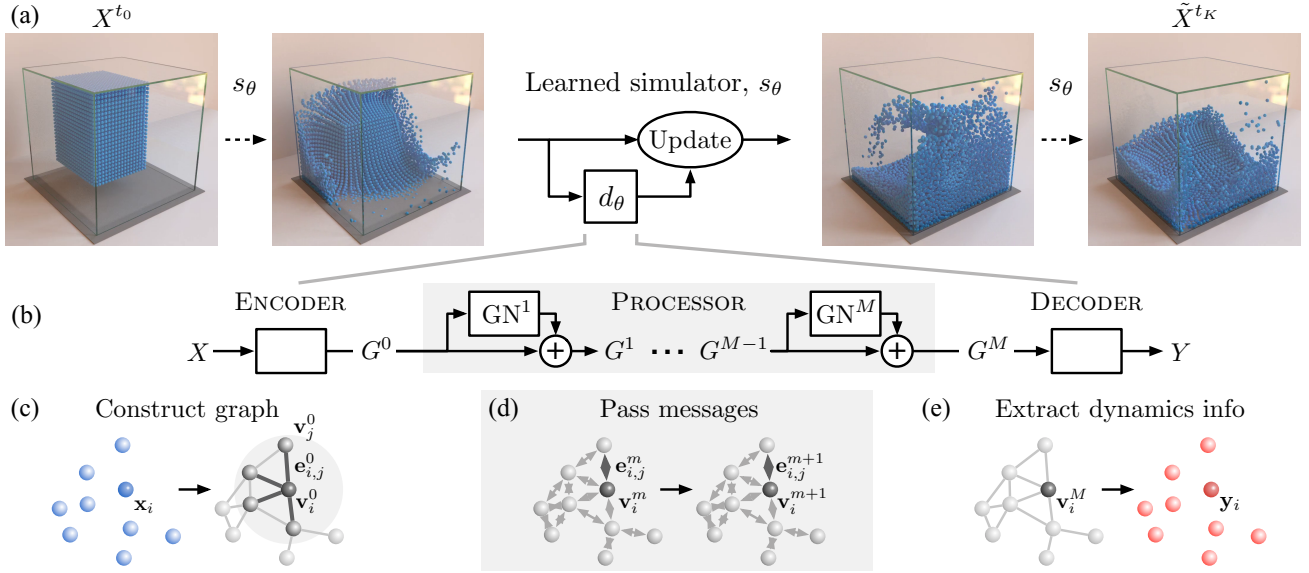 (a) X^{t_0} X̃^{t_K}
s_θ Learned simulator, s_θ s_θ
Update
d_θ
(b) ENCODER PROCESSOR DECODER
GN^1 GN^M
X G^0 + G^1 ··· G^{M−1} + G^M Y
(c) Construct graph
v_j^0
e_{i,j}^0
x_i v_i^0
(d) Pass messages
e_{i,j}^m e_{i,j}^{m+1}
v_i^m v_i^{m+1}
(e) Extract dynamics info
v_i^M y_i